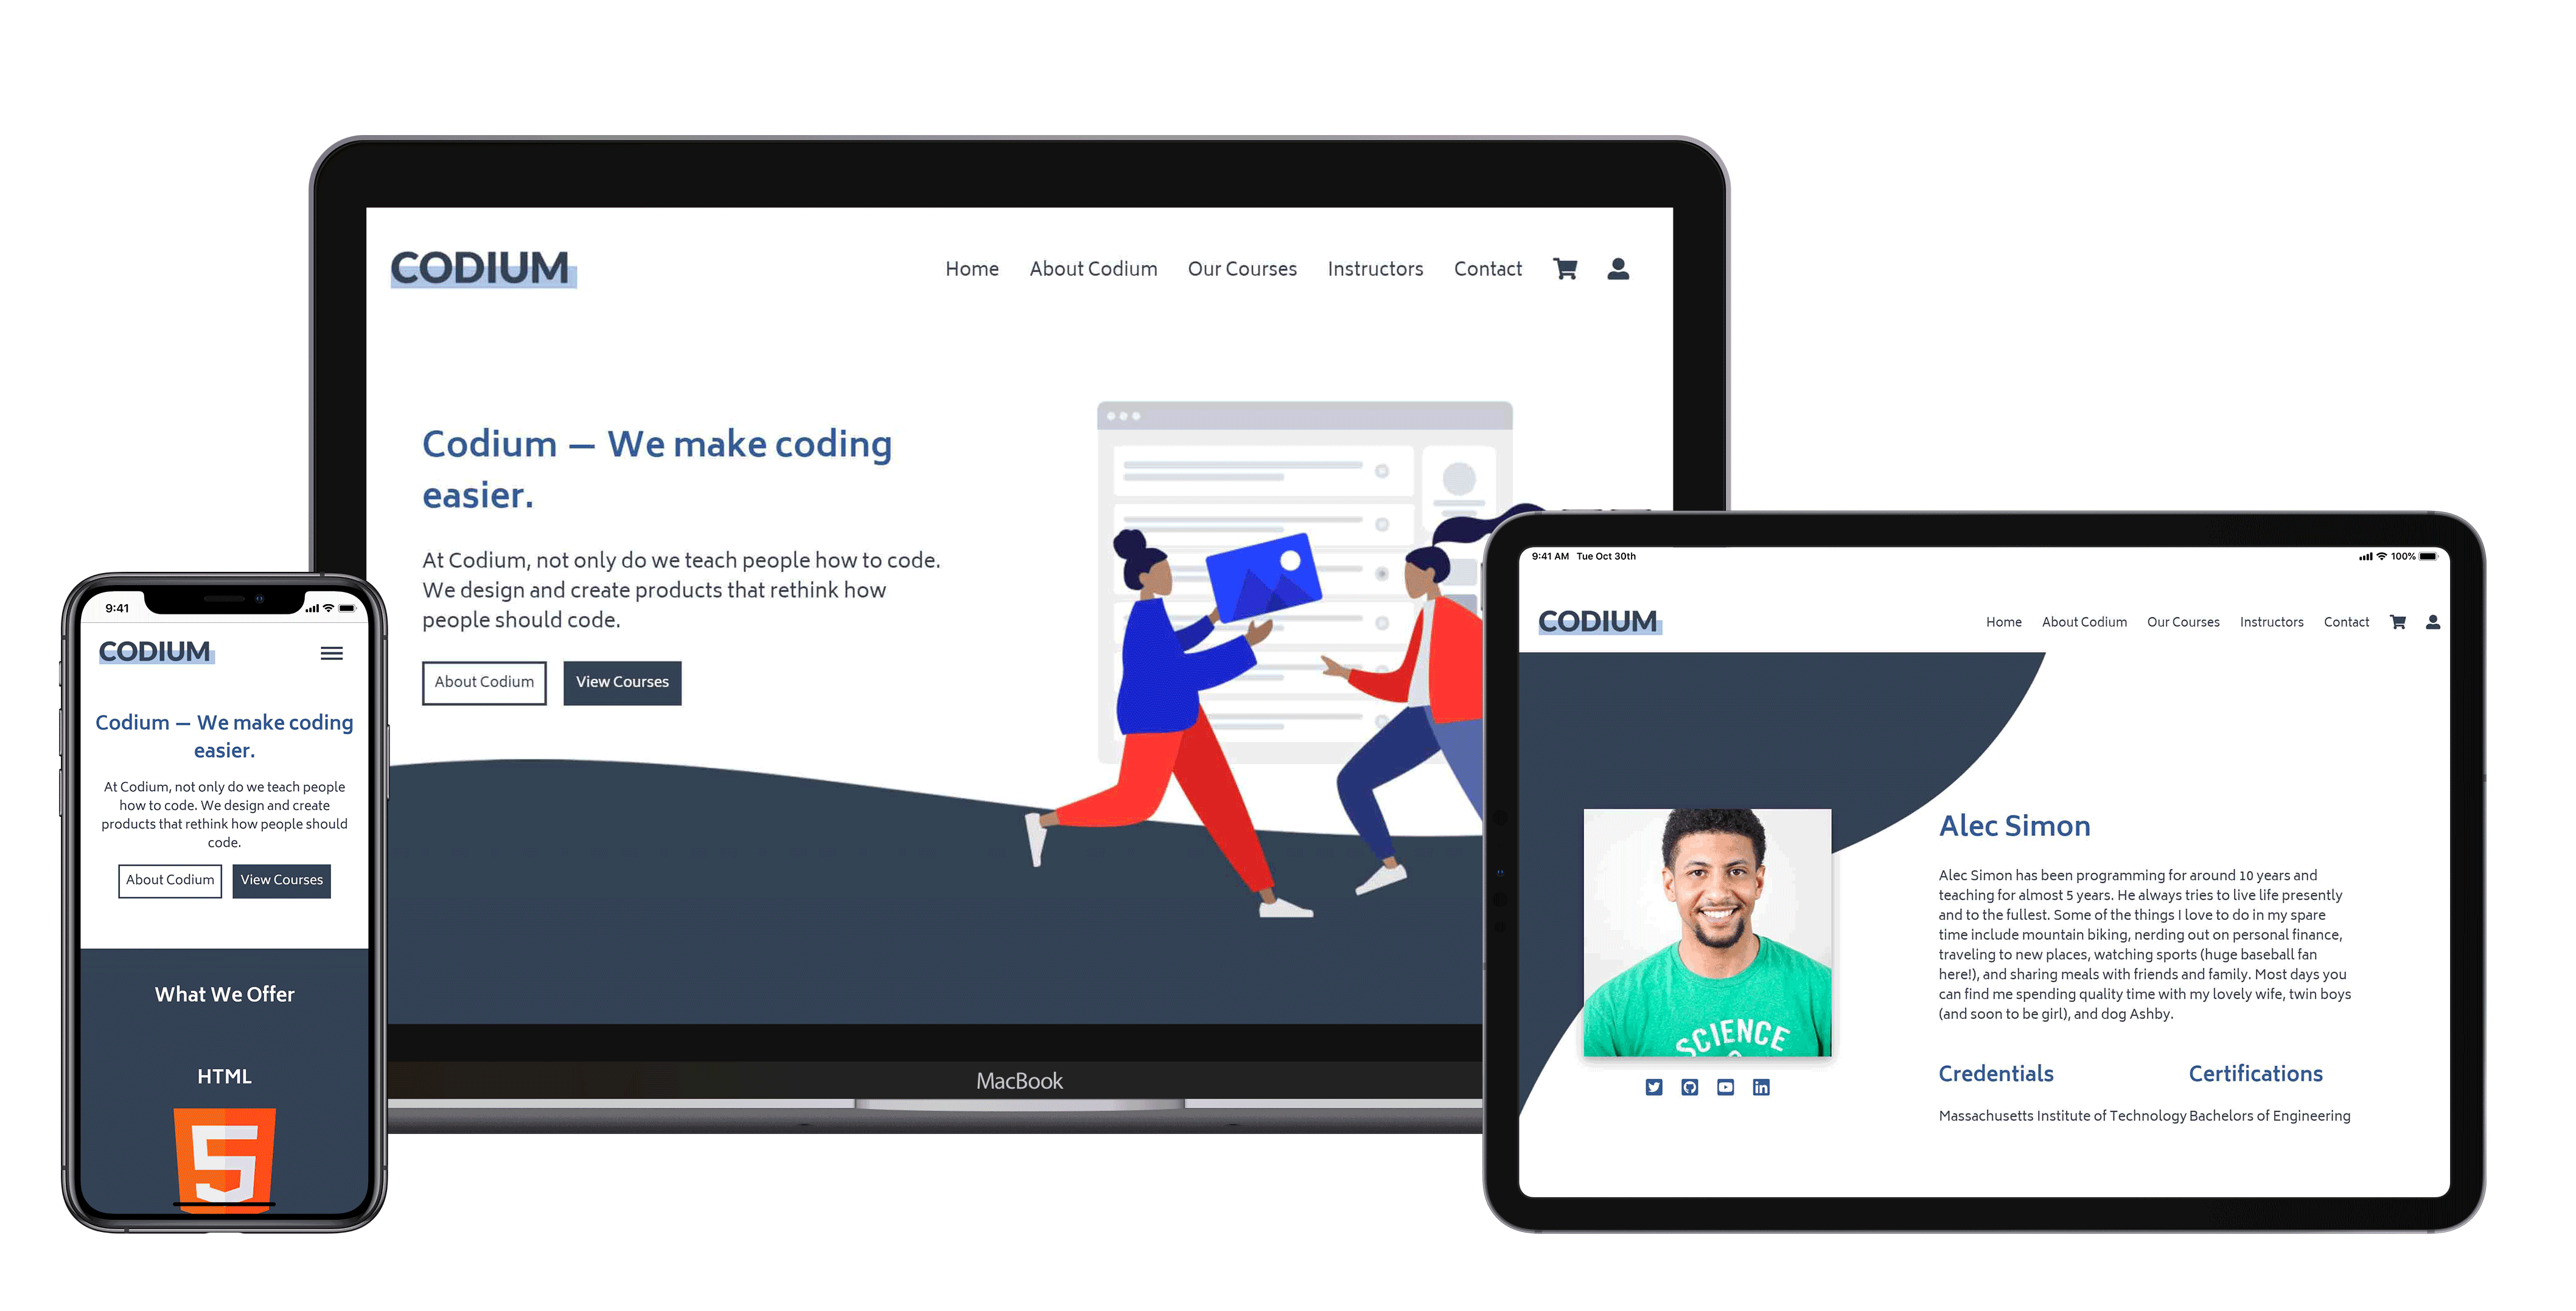 CODIUM
Home About Codium Our Courses Instructors Contact
Codium — We make coding
easier.
At Codium, not only do we teach people how to code.
We design and create products that rethink how
people should code.
About Codium View Courses
MacBook
9:41
CODIUM
Codium — We make coding
easier.
At Codium, not only do we teach people
how to code. We design and create
products that rethink how people should
code.
About Codium View Courses
What We Offer
HTML
5
9:41 AM Tue Oct 30th 100%
CODIUM
Home About Codium Our Courses Instructors Contact
SCIENCE
Alec Simon
Alec Simon has been programming for around 10 years and
teaching for almost 5 years. He always tries to live life presently
and to the fullest. Some of the things I love to do in my spare
time include mountain biking, nerding out on personal finance,
traveling to new places, watching sports (huge baseball fan
here!), and sharing meals with friends and family. Most days you
can find me spending quality time with my lovely wife, twin boys
(and soon to be girl), and dog Ashby.
Credentials Certifications
Massachusetts Institute of Technology Bachelors of Engineering
in